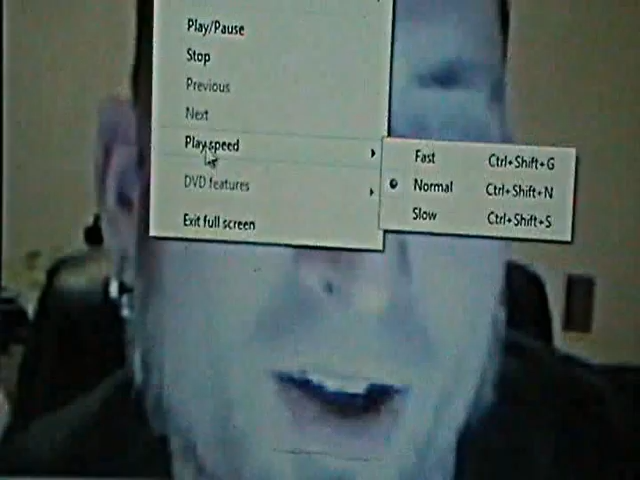 Play/Pause
Stop
Previous
Next
Play speed
DVD features
Exit full screen
Fast Ctrl+Shift+G
Normal Ctrl+Shift+N
Slow Ctrl+Shift+S